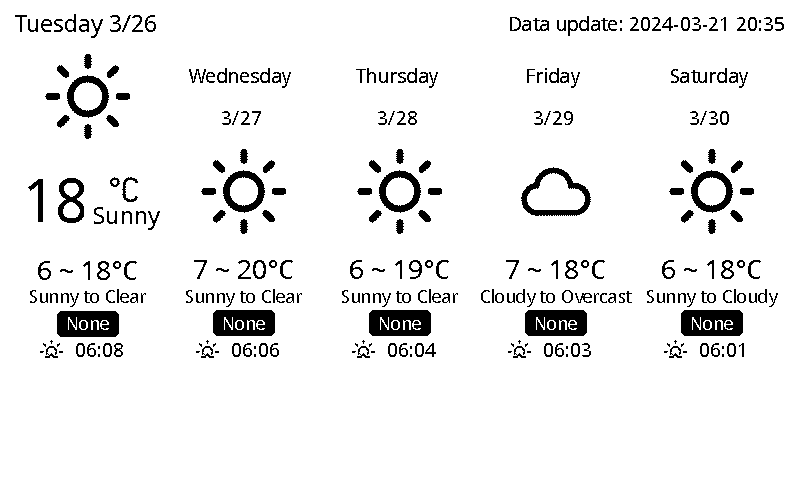 Tuesday 3/26
Data update: 2024-03-21 20:35
18 °C
Sunny
6 ~ 18°C
Sunny to Clear
None
06:08
Wednesday
3/27
7 ~ 20°C
Sunny to Clear
None
06:06
Thursday
3/28
6 ~ 19°C
Sunny to Clear
None
06:04
Friday
3/29
7 ~ 18°C
Cloudy to Overcast
None
06:03
Saturday
3/30
6 ~ 18°C
Sunny to Cloudy
None
06:01